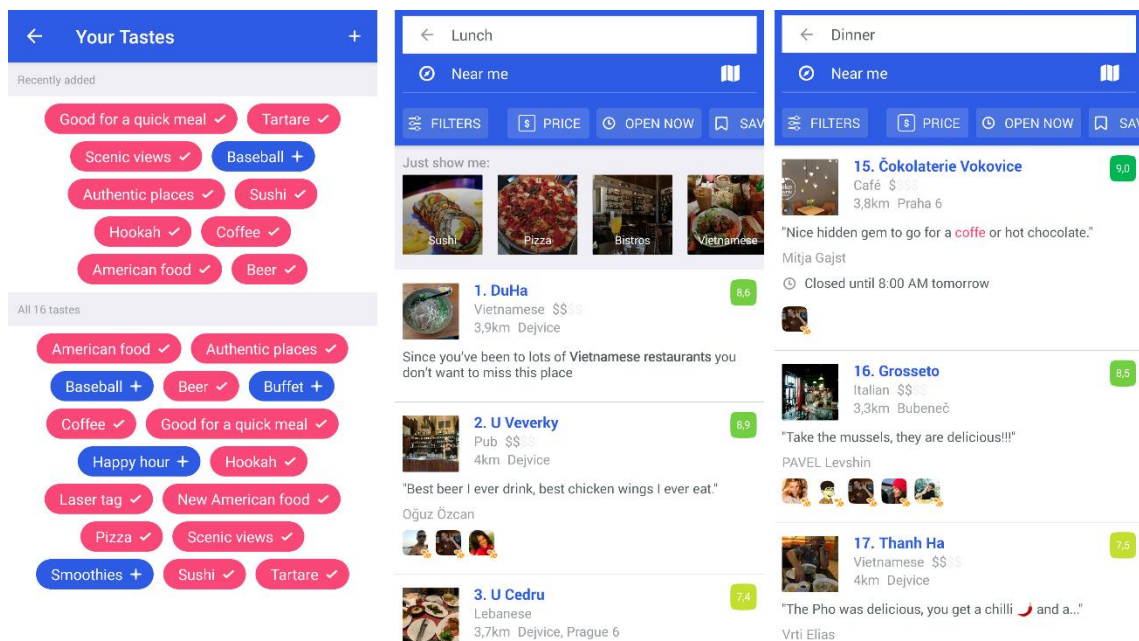 Your Tastes
Recently added
Good for a quick meal
Tartare
Scenic views
Baseball
Authentic places
Sushi
Hookah
Coffee
American food
Beer
All 16 tastes
American food
Authentic places
Baseball
Beer
Buffet
Coffee
Good for a quick meal
Happy hour
Hookah
Laser tag
New American food
Pizza
Scenic views
Smoothies
Sushi
Tartare
Lunch
Near me
FILTERS
$ PRICE
OPEN NOW
SAV
Just show me:
Sushi
Pizza
Bistros
Vietnamese
1. DuHa
8,6
Vietnamese $$$$
3,9km Dejvice
Since you've been to lots of Vietnamese restaurants you
don't want to miss this place
2. U Veverky
8,9
Pub $$$$
4km Dejvice
"Best beer I ever drink, best chicken wings I ever eat."
Oğuz Özcan
3. U Cedru
7,4
Lebanese
3,7km Dejvice, Prague 6
Dinner
Near me
FILTERS
$ PRICE
OPEN NOW
SAV
15. Čokolaterie Vokovice
9,0
Café $$$$
3,8km Praha 6
"Nice hidden gem to go for a coffe or hot chocolate."
Mitja Gajst
Closed until 8:00 AM tomorrow
16. Grosseto
8,5
Italian $$$$
3,3km Bubeneč
"Take the mussels, they are delicious!!!"
PAVEL Levshin
17. Thanh Ha
7,5
Vietnamese $$$$
4km Dejvice
"The Pho was delicious, you get a chilli 🌶 and a..."
Vrti Elias